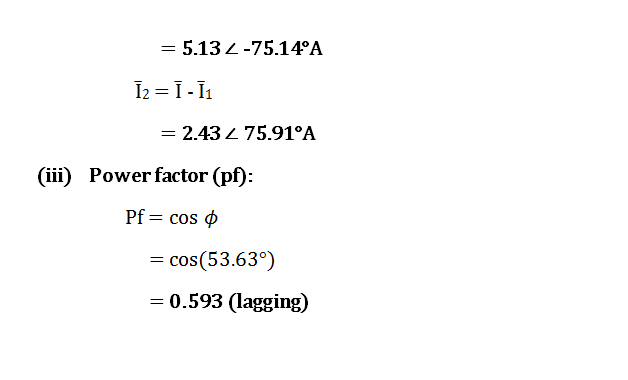 = 5.13 ∠ -75.14°A
Ī₂ = Ī - Ī₁
= 2.43 ∠ 75.91°A
(iii) Power factor (pf):
Pf = cos ϕ
= cos(53.63°)
= 0.593 (lagging)